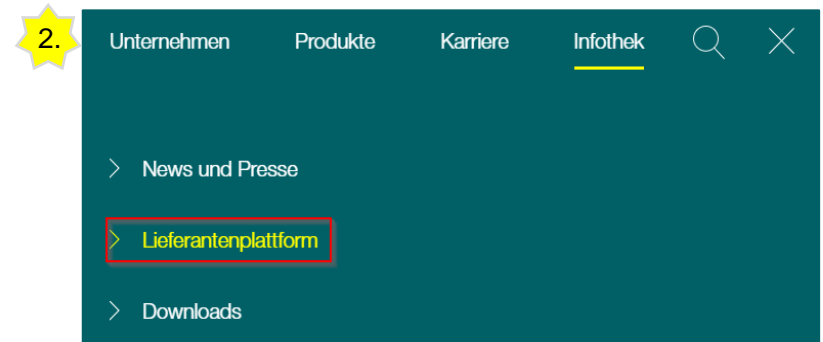 2.
Unternehmen Produkte Karriere Infothek
News und Presse
Lieferantenplattform
Downloads